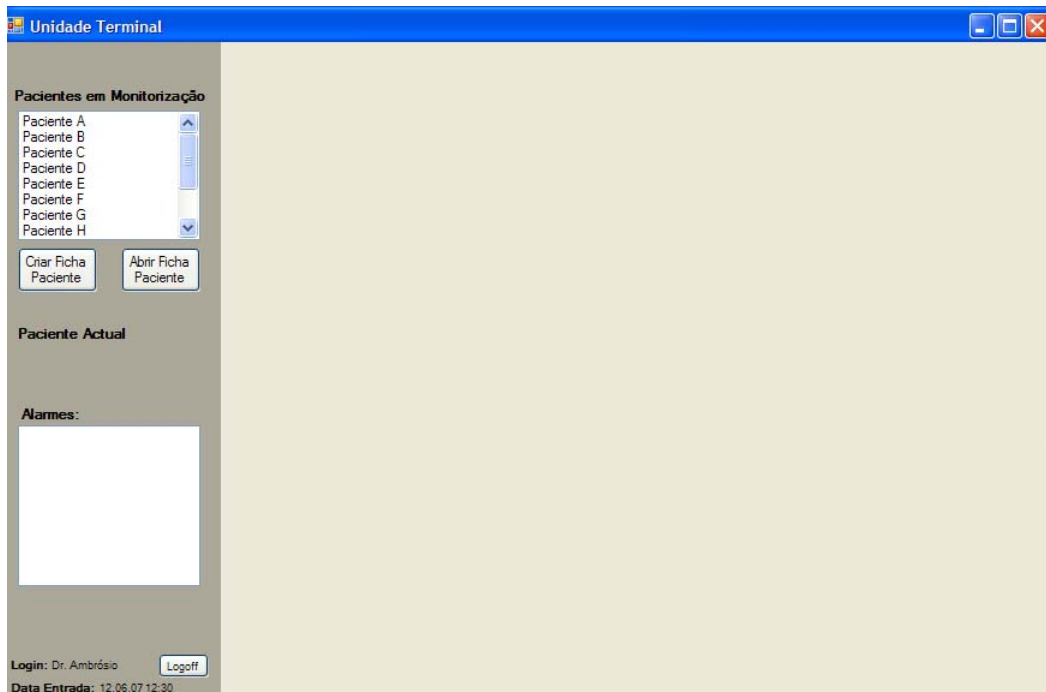 Unidade Terminal
Pacientes em Monitorização
Paciente A
Paciente B
Paciente C
Paciente D
Paciente E
Paciente F
Paciente G
Paciente H
Criar Ficha
Paciente
Abrir Ficha
Paciente
Paciente Actual
Alarmes:
Login: Dr. Ambrósio
Logoff
Data Entrada: 12.06.07 12:30